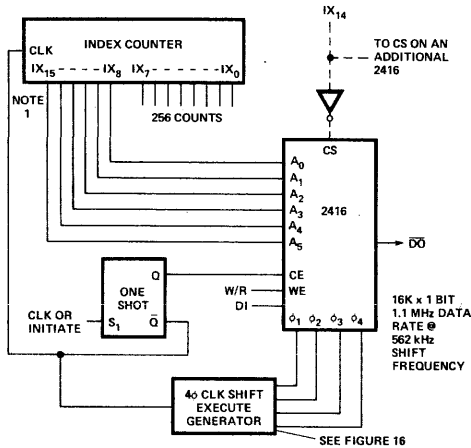 IX14
TO CS ON AN
ADDITIONAL
2416
INDEX COUNTER
CLK
IX15 - - - - - - IX8 IX7 - - - - - - - IX0
NOTE
1
256 COUNTS
CS
A0
A1
A2
A3
A4
A5
2416
DO
CE
WE
W/R
DI
ϕ1 ϕ2 ϕ3 ϕ4
Q
ONE
SHOT
S1 Q
CLK OR
INITIATE
16K x 1 BIT
1.1 MHz DATA
RATE @
562 kHz
SHIFT
FREQUENCY
4ϕ CLK SHIFT
EXECUTE
GENERATOR
SEE FIGURE 16